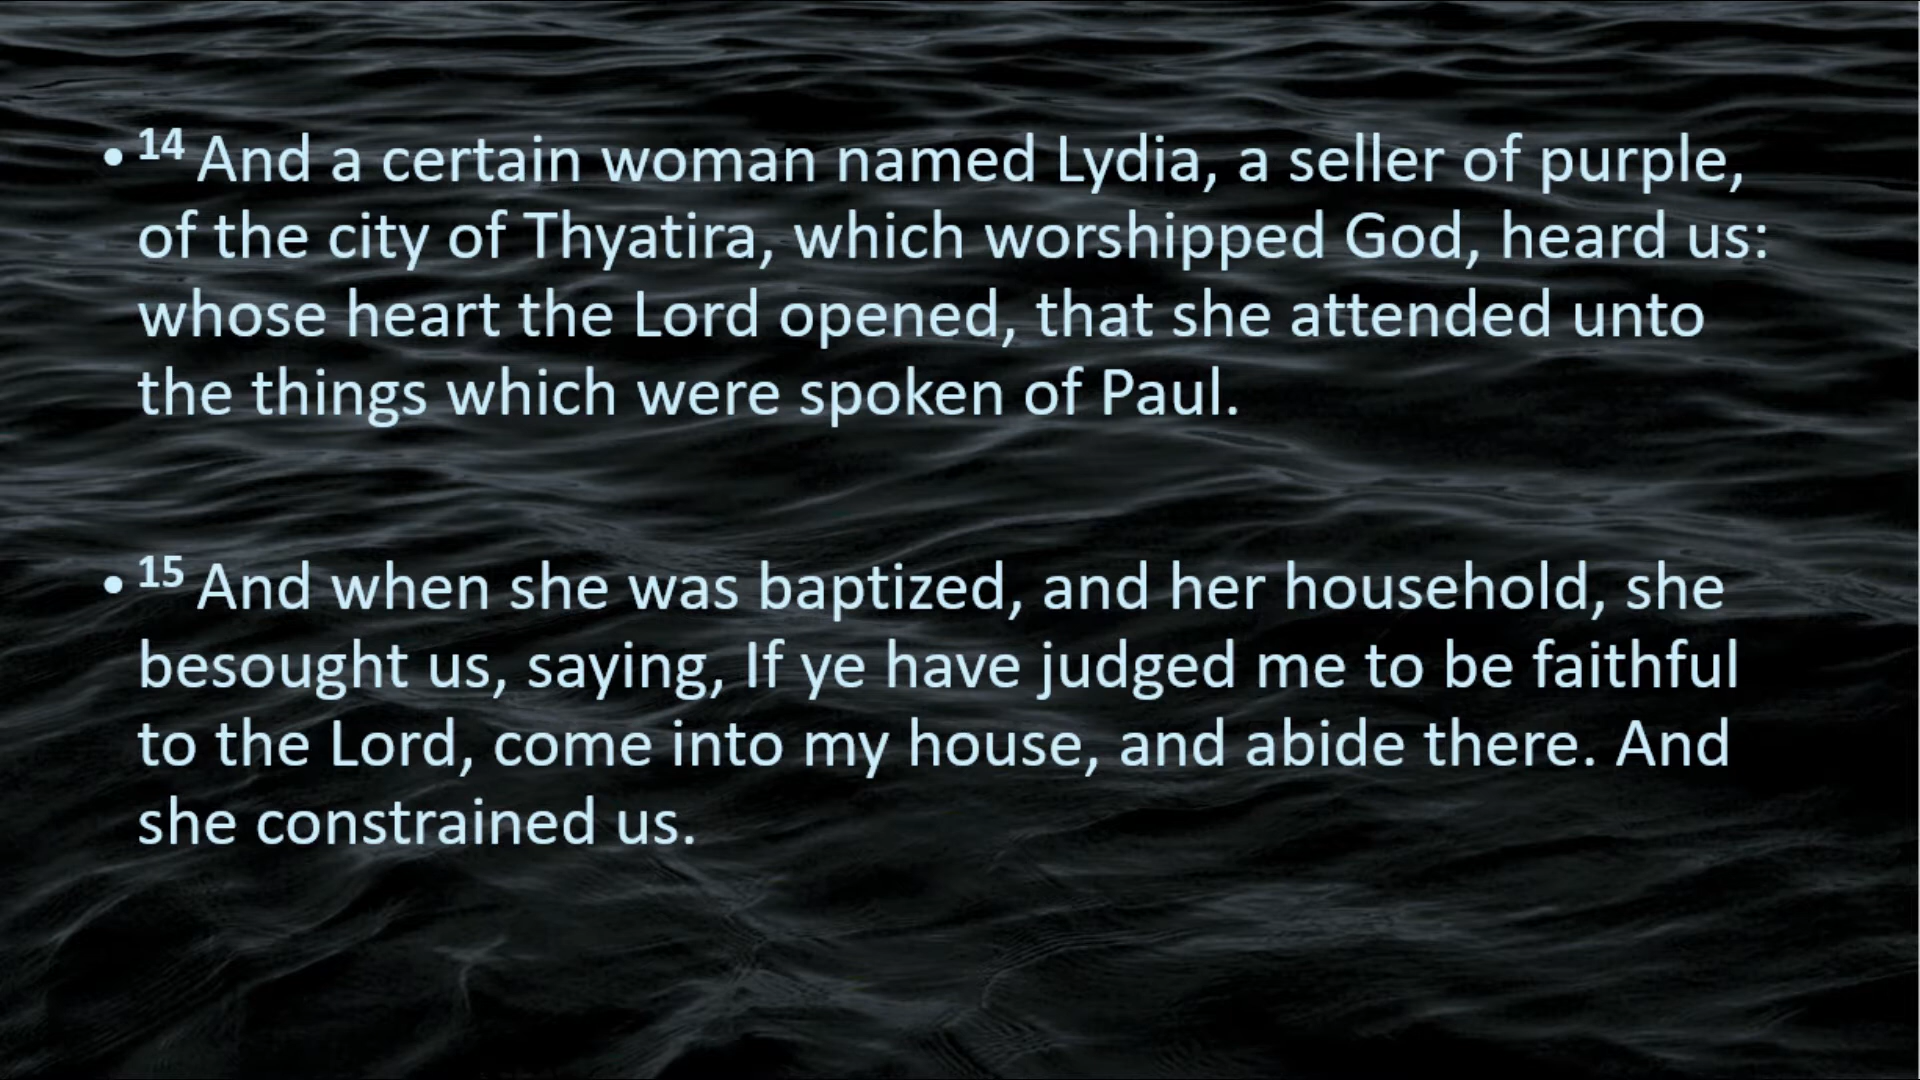 • 14 And a certain woman named Lydia, a seller of purple,
of the city of Thyatira, which worshipped God, heard us:
whose heart the Lord opened, that she attended unto
the things which were spoken of Paul.
• 15 And when she was baptized, and her household, she
besought us, saying, If ye have judged me to be faithful
to the Lord, come into my house, and abide there. And
she constrained us.